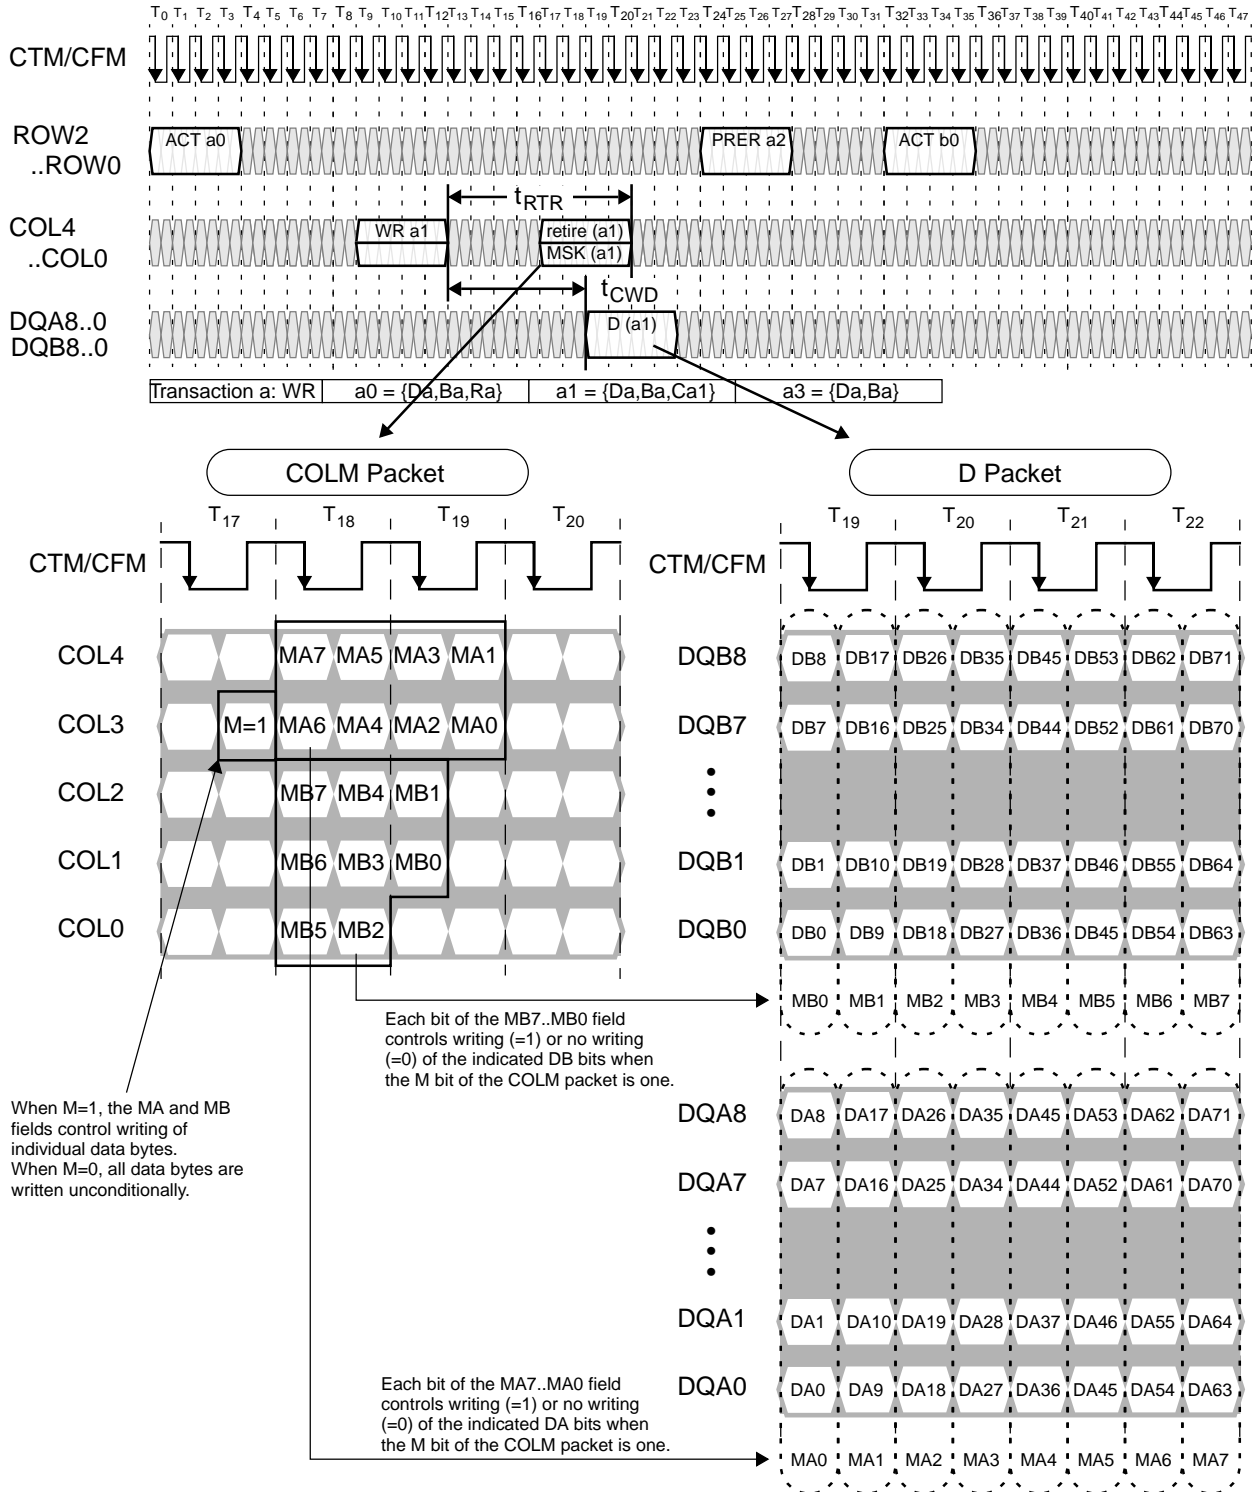 T0 T1 T2 T3 T4 T5 T6 T7 T8 T9 T10 T11 T12 T13 T14 T15 T16 T17 T18 T19 T20 T21 T22 T23 T24 T25 T26 T27 T28 T29 T30 T31 T32 T33 T34 T35 T36 T37 T38 T39 T40 T41 T42 T43 T44 T45 T46 T47
CTM/CFM
ROW2
..ROW0
ACT a0 PRER a2 ACT b0
tRTR
COL4
..COL0
WR a1 retire (a1)
MSK (a1)
tCWD
DQA8..0
DQB8..0
D (a1)
Transaction a: WR a0 = {Da,Ba,Ra} a1 = {Da,Ba,Ca1} a3 = {Da,Ba}
COLM Packet
T17 T18 T19 T20
CTM/CFM
COL4 MA7 MA5 MA3 MA1
COL3 M=1 MA6 MA4 MA2 MA0
COL2 MB7 MB4 MB1
COL1 MB6 MB3 MB0
COL0 MB5 MB2
When M=1, the MA and MB
fields control writing of
individual data bytes.
When M=0, all data bytes are
written unconditionally.
Each bit of the MB7..MB0 field
controls writing (=1) or no writing
(=0) of the indicated DB bits when
the M bit of the COLM packet is one.
Each bit of the MA7..MA0 field
controls writing (=1) or no writing
(=0) of the indicated DA bits when
the M bit of the COLM packet is one.
D Packet
T19 T20 T21 T22
CTM/CFM
DQB8 DB8 DB17 DB26 DB35 DB45 DB53 DB62 DB71
DQB7 DB7 DB16 DB25 DB34 DB44 DB52 DB61 DB70
DQB1 DB1 DB10 DB19 DB28 DB37 DB46 DB55 DB64
DQB0 DB0 DB9 DB18 DB27 DB36 DB45 DB54 DB63
MB0 MB1 MB2 MB3 MB4 MB5 MB6 MB7
DQA8 DA8 DA17 DA26 DA35 DA45 DA53 DA62 DA71
DQA7 DA7 DA16 DA25 DA34 DA44 DA52 DA61 DA70
DQA1 DA1 DA10 DA19 DA28 DA37 DA46 DA55 DA64
DQA0 DA0 DA9 DA18 DA27 DA36 DA45 DA54 DA63
MA0 MA1 MA2 MA3 MA4 MA5 MA6 MA7